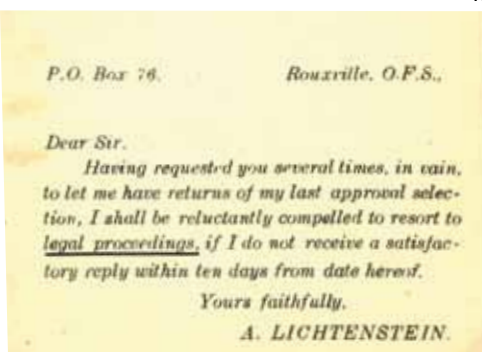 P.O. Box 76. Rouxville, O.F.S.,
Dear Sir.
Having requested you several times, in vain,
to let me have returns of my last approval selec-
tion, I shall be reluctantly compelled to resort to
legal proceedings, if I do not receive a satisfac-
tory reply within ten days from date hereof.
Yours faithfully,
A. LICHTENSTEIN.